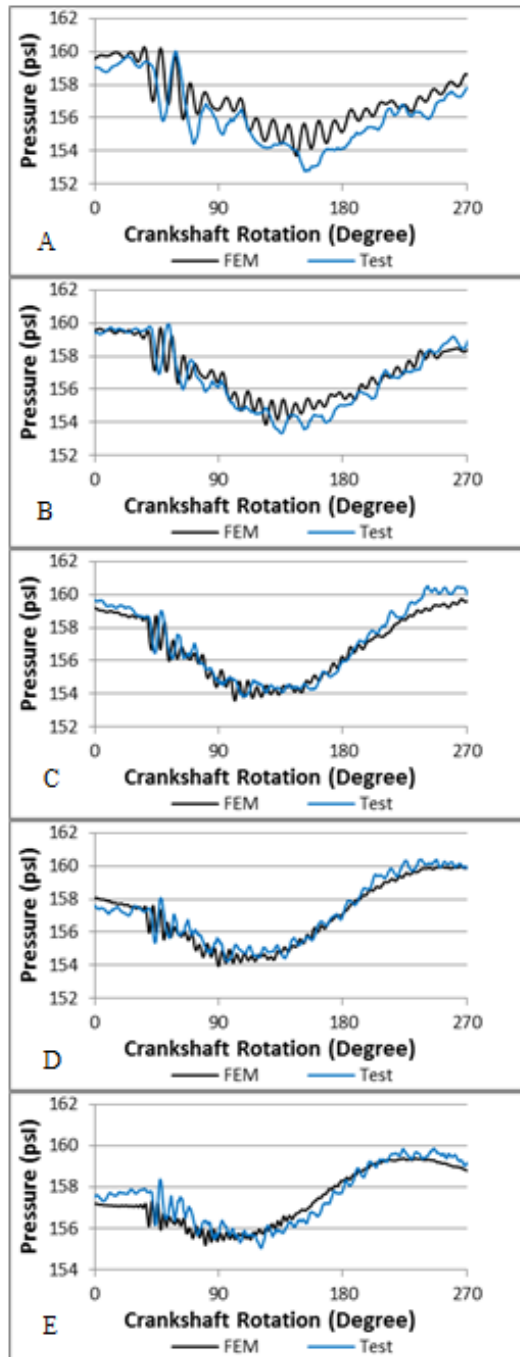 162
160
158
156
154
152
Pressure (psI)
0 90 180 270
Crankshaft Rotation (Degree)
A
FEM Test
162
160
158
156
154
152
Pressure (psI)
0 90 180 270
Crankshaft Rotation (Degree)
B
FEM Test
162
160
158
156
154
152
Pressure (psI)
0 90 180 270
Crankshaft Rotation (Degree)
C
FEM Test
162
160
158
156
154
152
Pressure (psI)
0 90 180 270
Crankshaft Rotation (Degree)
D
FEM Test
162
160
158
156
154
Pressure (psI)
0 90 180 270
Crankshaft Rotation (Degree)
E
FEM Test